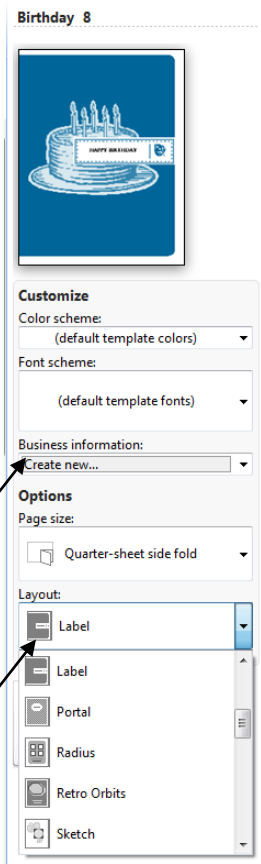 Birthday 8
HAPPY BIRTHDAY
Customize
Color scheme:
(default template colors)
Font scheme:
(default template fonts)
Business information:
Create new...
Options
Page size:
Quarter-sheet side fold
Layout:
Label
Label
Portal
Radius
Retro Orbits
Sketch